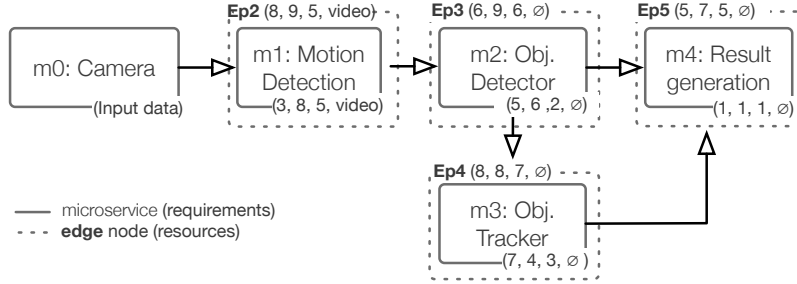 Ep2 (8, 9, 5, video)
Ep3 (6, 9, 6, ∅)
Ep5 (5, 7, 5, ∅)
m0: Camera
(Input data)
m1: Motion
Detection
(3, 8, 5, video)
m2: Obj.
Detector
(5, 6 ,2, ∅)
m4: Result
generation
(1, 1, 1, ∅)
Ep4 (8, 8, 7, ∅)
m3: Obj.
Tracker
(7, 4, 3, ∅ )
microservice (requirements)
edge node (resources)